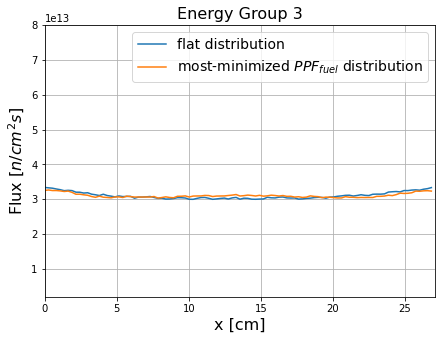 Energy Group 3
1e13
flat distribution
most-minimized PPF_fuel distribution
Flux [n/cm²s]
8
7
6
5
4
3
2
1
0 5 10 15 20 25
x [cm]